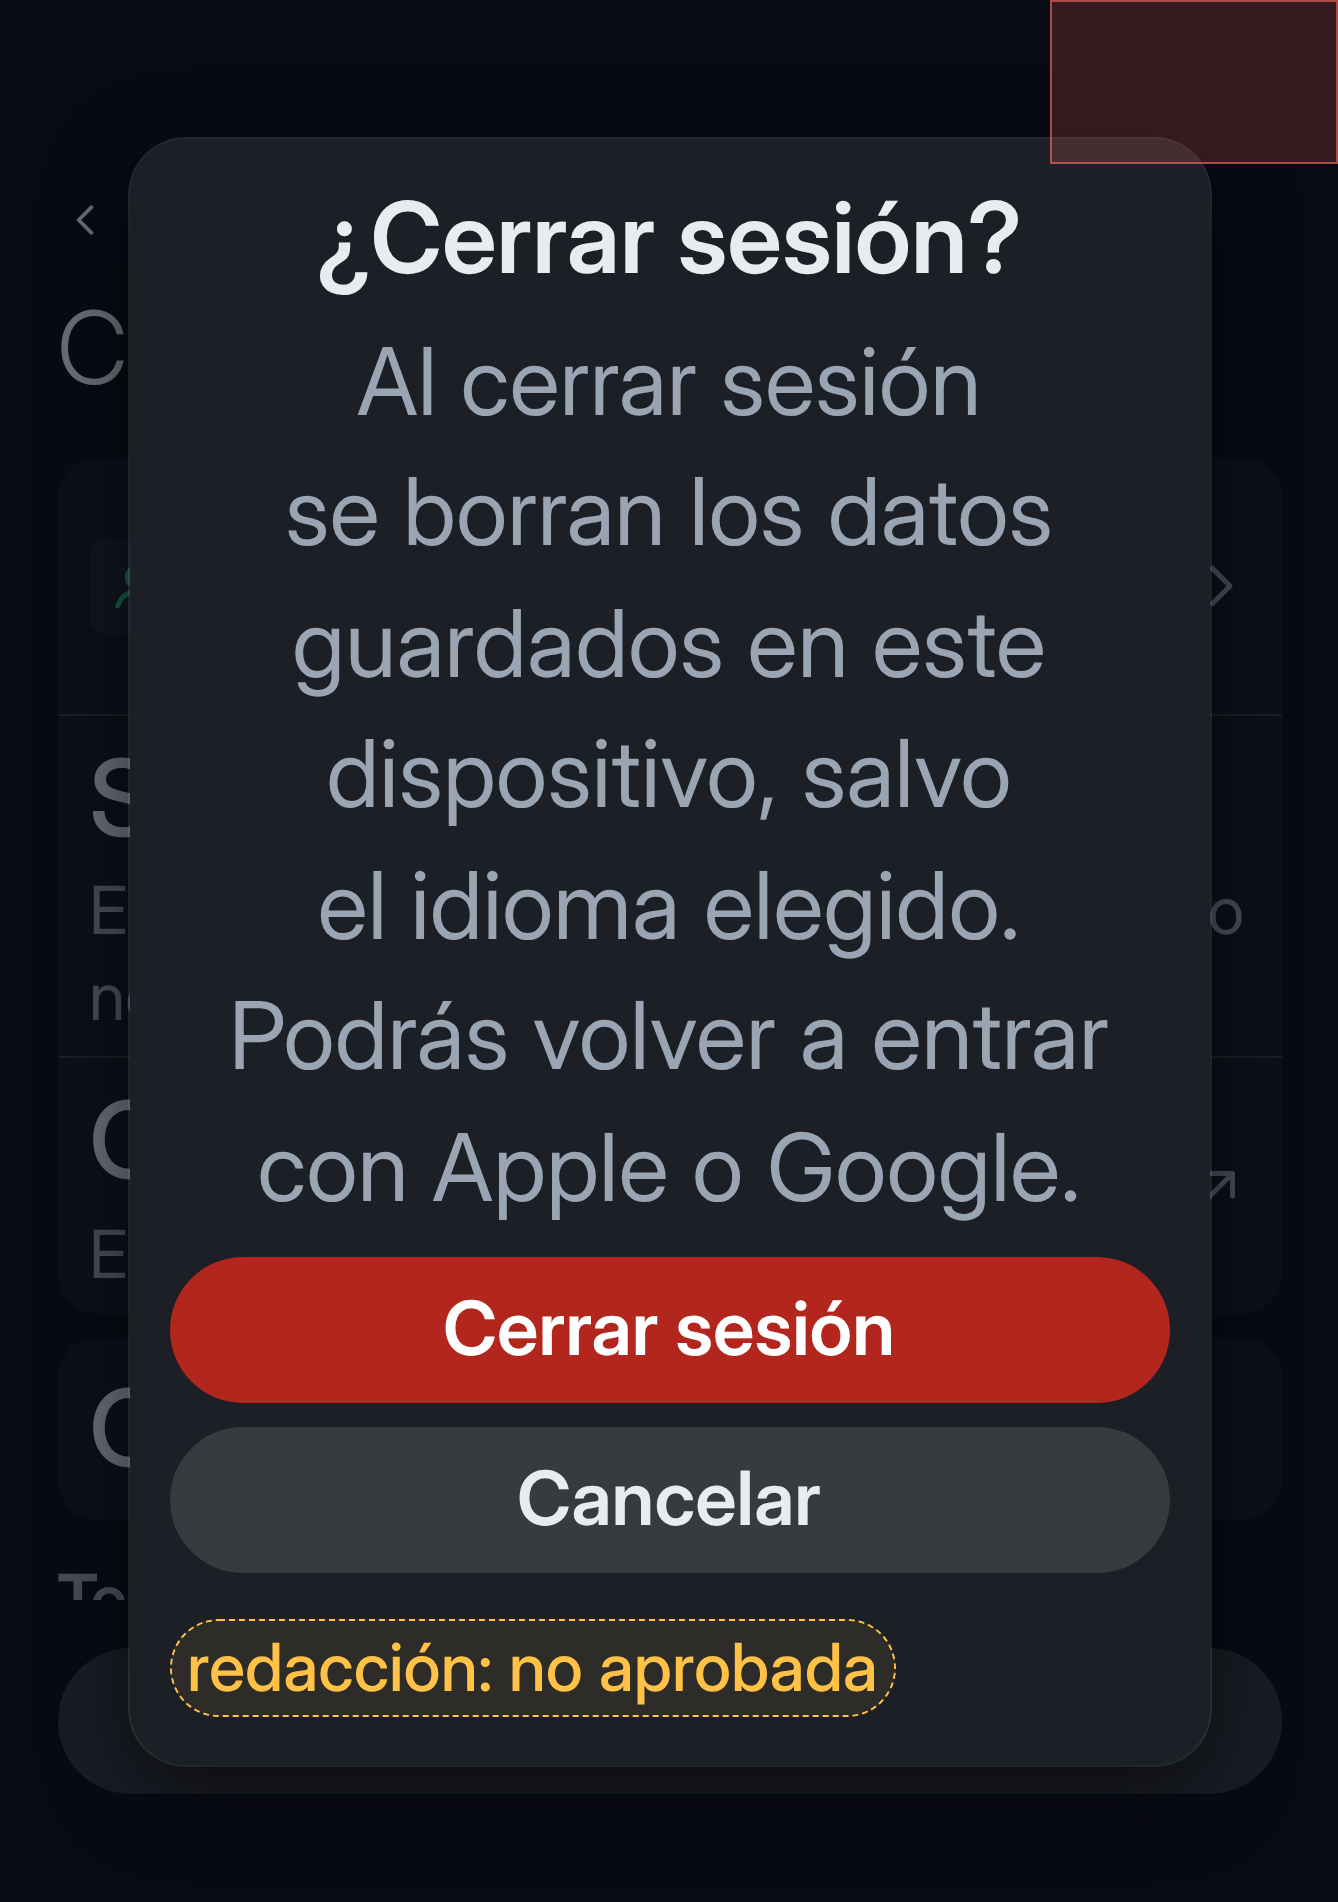 ¿Cerrar sesión?
Al cerrar sesión
se borran los datos
guardados en este
dispositivo, salvo
el idioma elegido.
Podrás volver a entrar
con Apple o Google.
Cerrar sesión
Cancelar
redacción: no aprobada